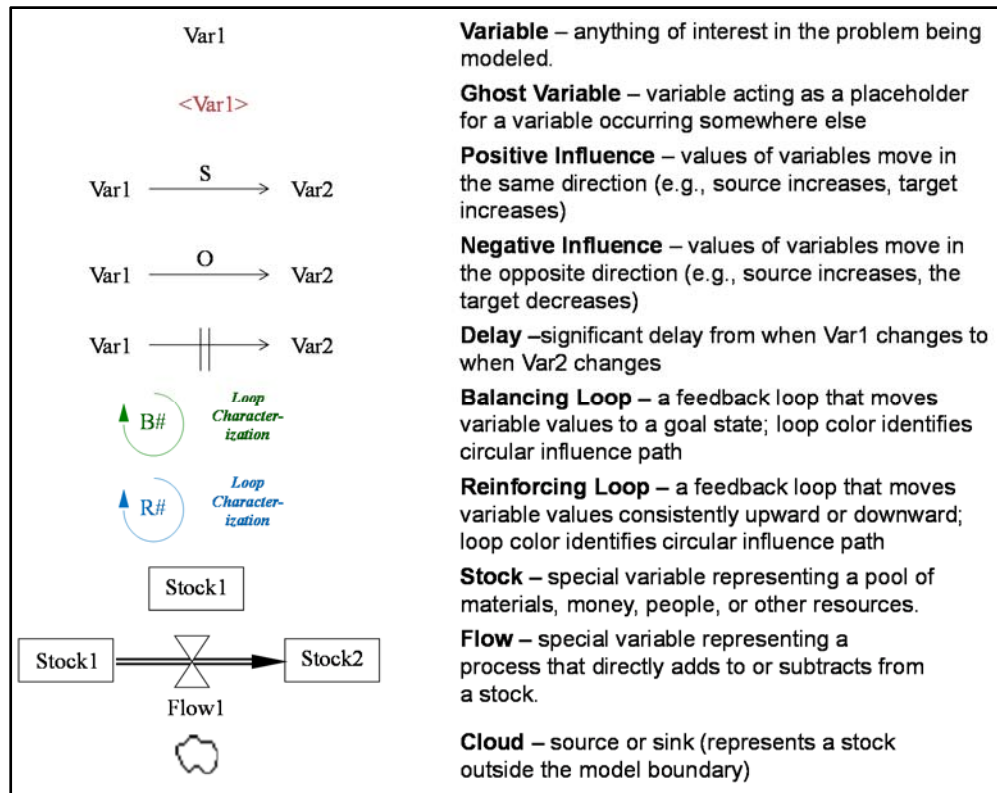 Var1
Variable – anything of interest in the problem being
modeled.
<Var1>
Ghost Variable – variable acting as a placeholder
for a variable occurring somewhere else
Var1 S Var2
Positive Influence – values of variables move in
the same direction (e.g., source increases, target
increases)
Var1 O Var2
Negative Influence – values of variables move in
the opposite direction (e.g., source increases, the
target decreases)
Var1 Var2
Delay –significant delay from when Var1 changes to
when Var2 changes
B#
Loop
Character-
ization
Balancing Loop – a feedback loop that moves
variable values to a goal state; loop color identifies
circular influence path
R#
Loop
Character-
ization
Reinforcing Loop – a feedback loop that moves
variable values consistently upward or downward;
loop color identifies circular influence path
Stock1
Stock – special variable representing a pool of
materials, money, people, or other resources.
Stock1 Stock2
Flow1
Flow – special variable representing a
process that directly adds to or subtracts from
a stock.
Cloud – source or sink (represents a stock
outside the model boundary)